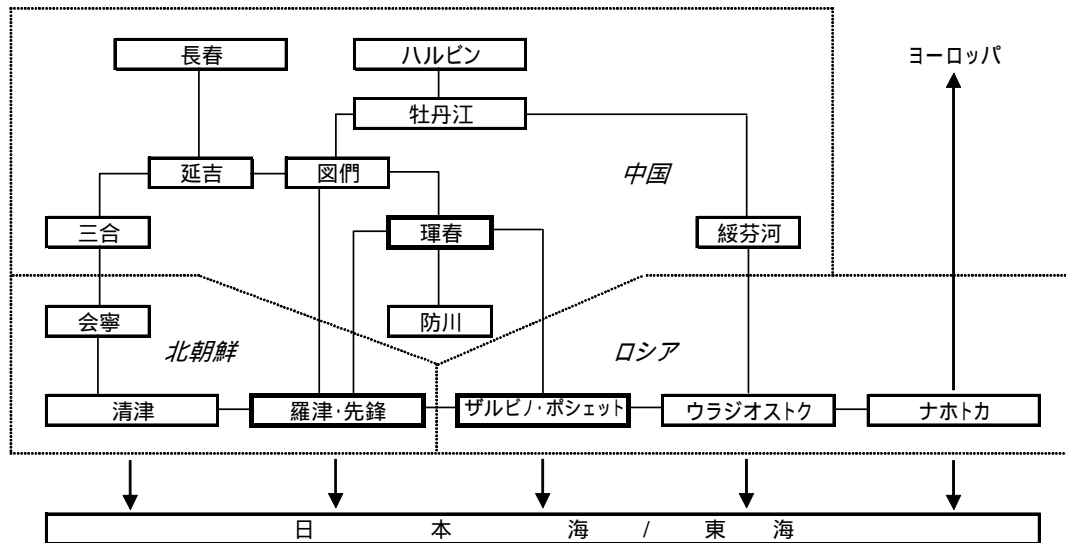 長春
ハルビン
ヨーロッパ
牡丹江
延吉
図們
中国
三合
琿春
綏芬河
会寧
防川
北朝鮮
ロシア
清津
羅津・先鋒
ザルビノ・ポシェット
ウラジオストク
ナホトカ
日本海/東海